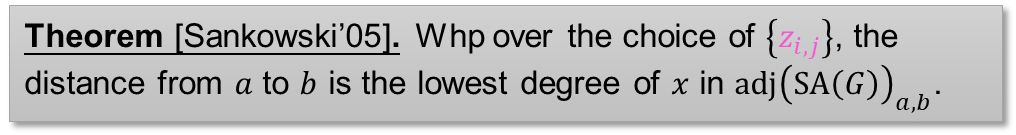 Theorem [Sankowski’05]. Whp over the choice of {z_{i,j}}, the
distance from a to b is the lowest degree of x in adj(SA(G))_{a,b}.